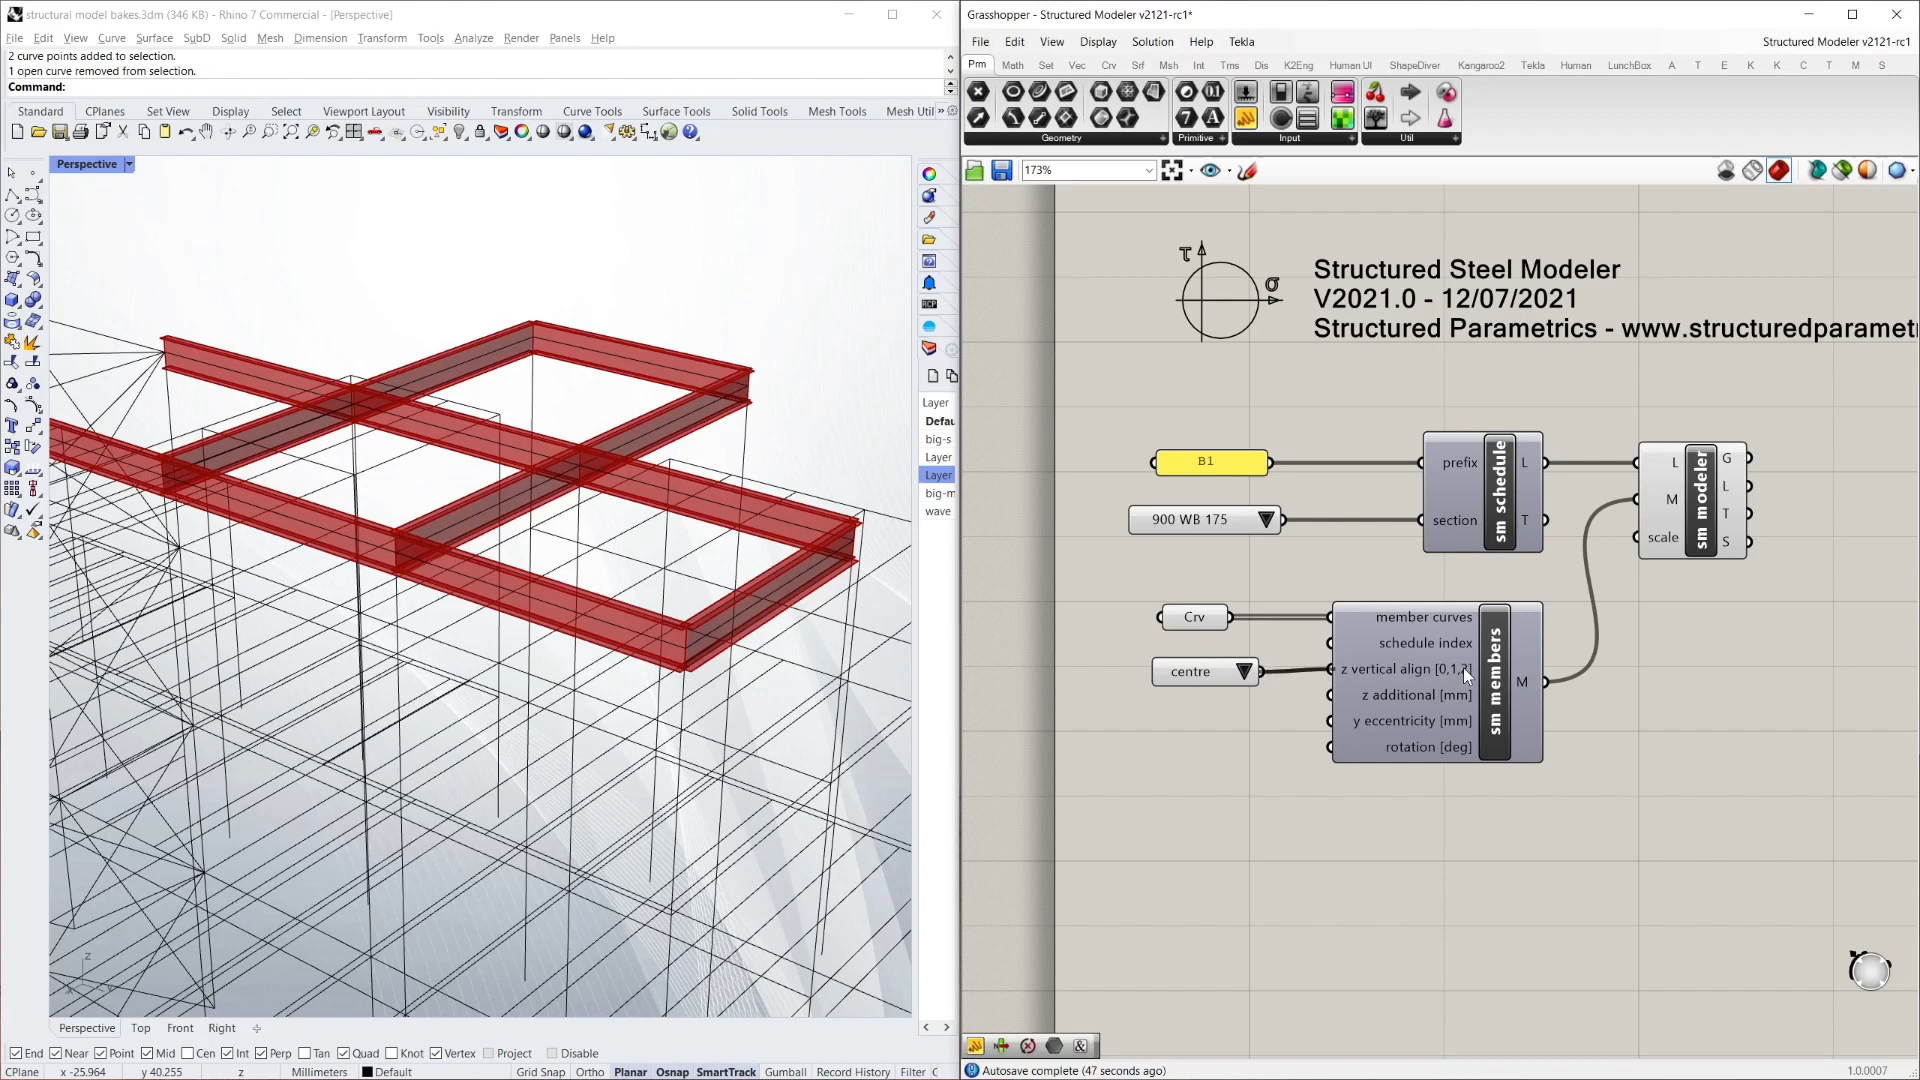 structural model bakes.3dm (346 KB) - Rhino 7 Commercial - [Perspective]
File Edit View Curve Surface SubD Solid Mesh Dimension Transform Tools Analyze Render Panels Help
2 curve points added to selection.
1 open curve removed from selection.
Command:
Standard CPlanes Set View Display Select Viewport Layout Visibility Transform Curve Tools Surface Tools Solid Tools Mesh Tools Mesh Util
Perspective
RCP
Layer
Defau
big-s
Layer
Layer
big-m
wave
z
Perspective Top Front Right
End Near Point Mid Cen Int Perp Tan Quad Knot Vertex Project Disable
CPlane x -25.964 y 40.255 z Millimeters Default Grid Snap Ortho Planar Osnap SmartTrack Gumball Record History Filter
Grasshopper - Structured Modeler v2121-rc1*
File Edit View Display Solution Help Tekla Structured Modeler v2121-rc1
Prm Math Set Vec Crv Srf Msh Int Trns Dis K2Eng Human UI ShapeDiver Kangaroo2 Tekla Human LunchBox A T E K K C T M S
Geometry Primitive Input Util
173%
τ
σ
Structured Steel Modeler
V2021.0 - 12/07/2021
Structured Parametrics - www.structuredparamet
B1
900 WB 175
prefix
section
sm schedule
L
T
L
M
scale
sm modeler
G
L
T
S
Crv
centre
member curves
schedule index
z vertical align [0,1,
z additional [mm]
y eccentricity [mm]
rotation [deg]
sm members
M
Autosave complete (47 seconds ago)
1.0.0007